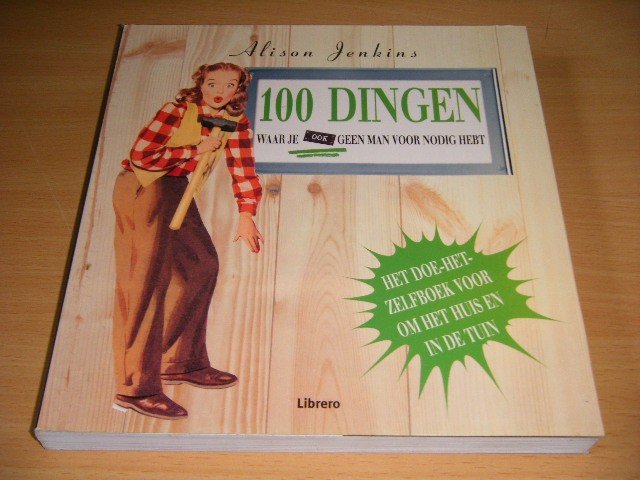 Alison Jenkins
100 DINGEN
WAAR JE OOK GEEN MAN VOOR NODIG HEBT
HET DOE-HET-
ZELFBOEK VOOR
OM HET HUIS EN
IN DE TUIN
Librero